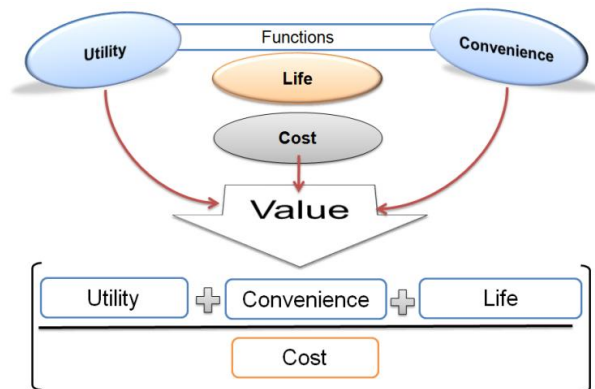 Utility
Functions
Convenience
Life
Cost
Value
Utility + Convenience + Life
Cost